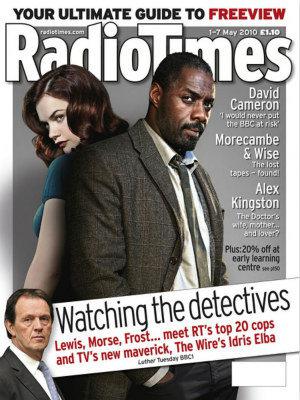 YOUR ULTIMATE GUIDE TO FREEVIEW
radiotimes.com
1-7 May 2010 £1.10
RadioTimes
David
Cameron
'I would never put
the BBC at risk'
Morecambe
& Wise
The lost
tapes – found!
Alex
Kingston
The Doctor's
wife, mother...
and lover?
Plus: 20% off at
early learning
centre see p150
Watching the detectives
Lewis, Morse, Frost... meet RT's top 20 cops
and TV's new maverick, The Wire's Idris Elba
Luther Tuesday BBC1